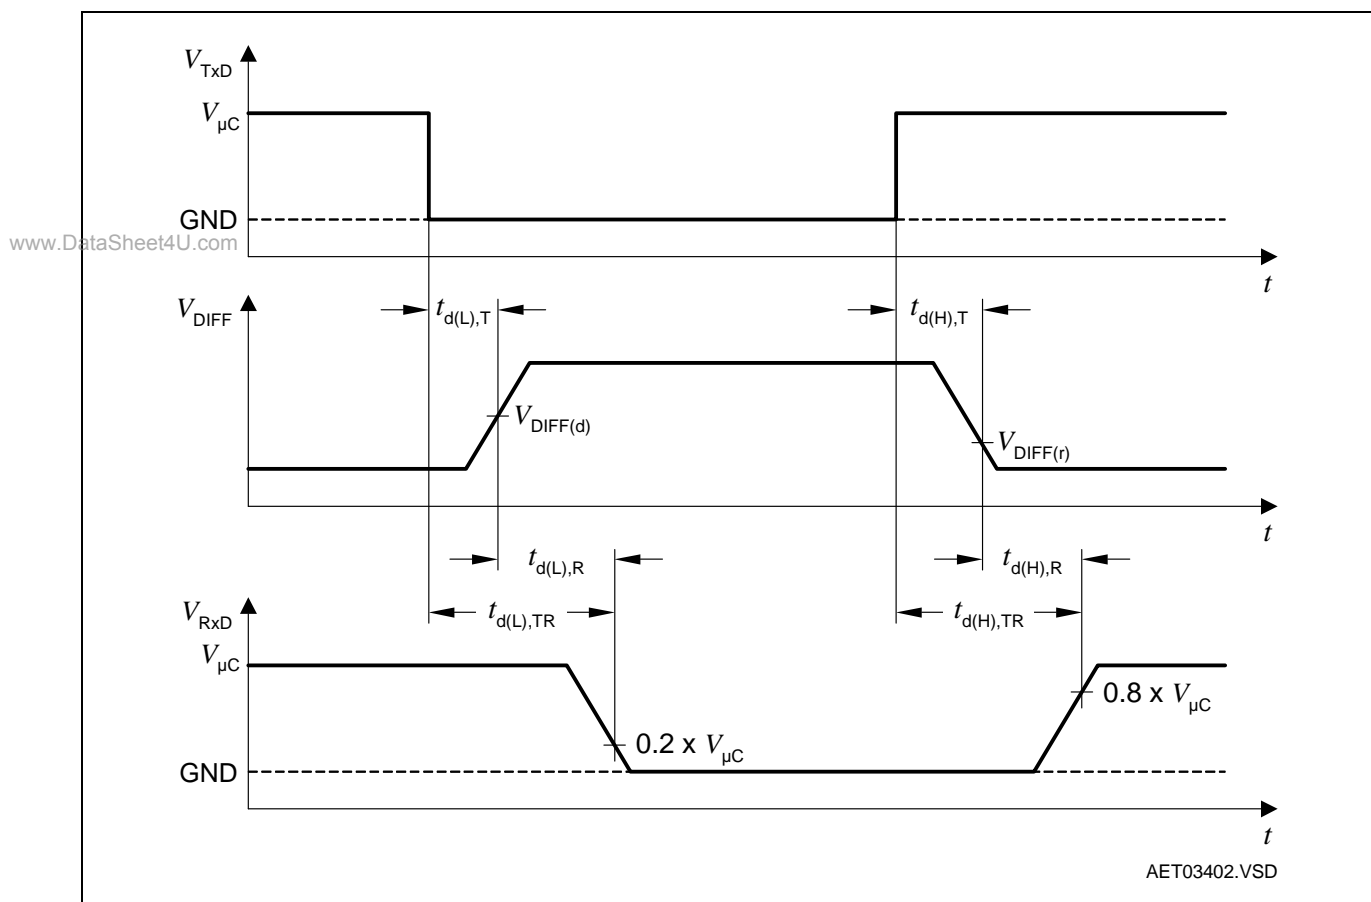 V_TxD
V_µC
GND
www.DataSheet4U.com
t
V_DIFF
t_d(L),T
t_d(H),T
V_DIFF(d)
V_DIFF(r)
t
t_d(L),R
t_d(H),R
V_RxD
t_d(L),TR
t_d(H),TR
V_µC
0.8 x V_µC
0.2 x V_µC
GND
t
AET03402.VSD